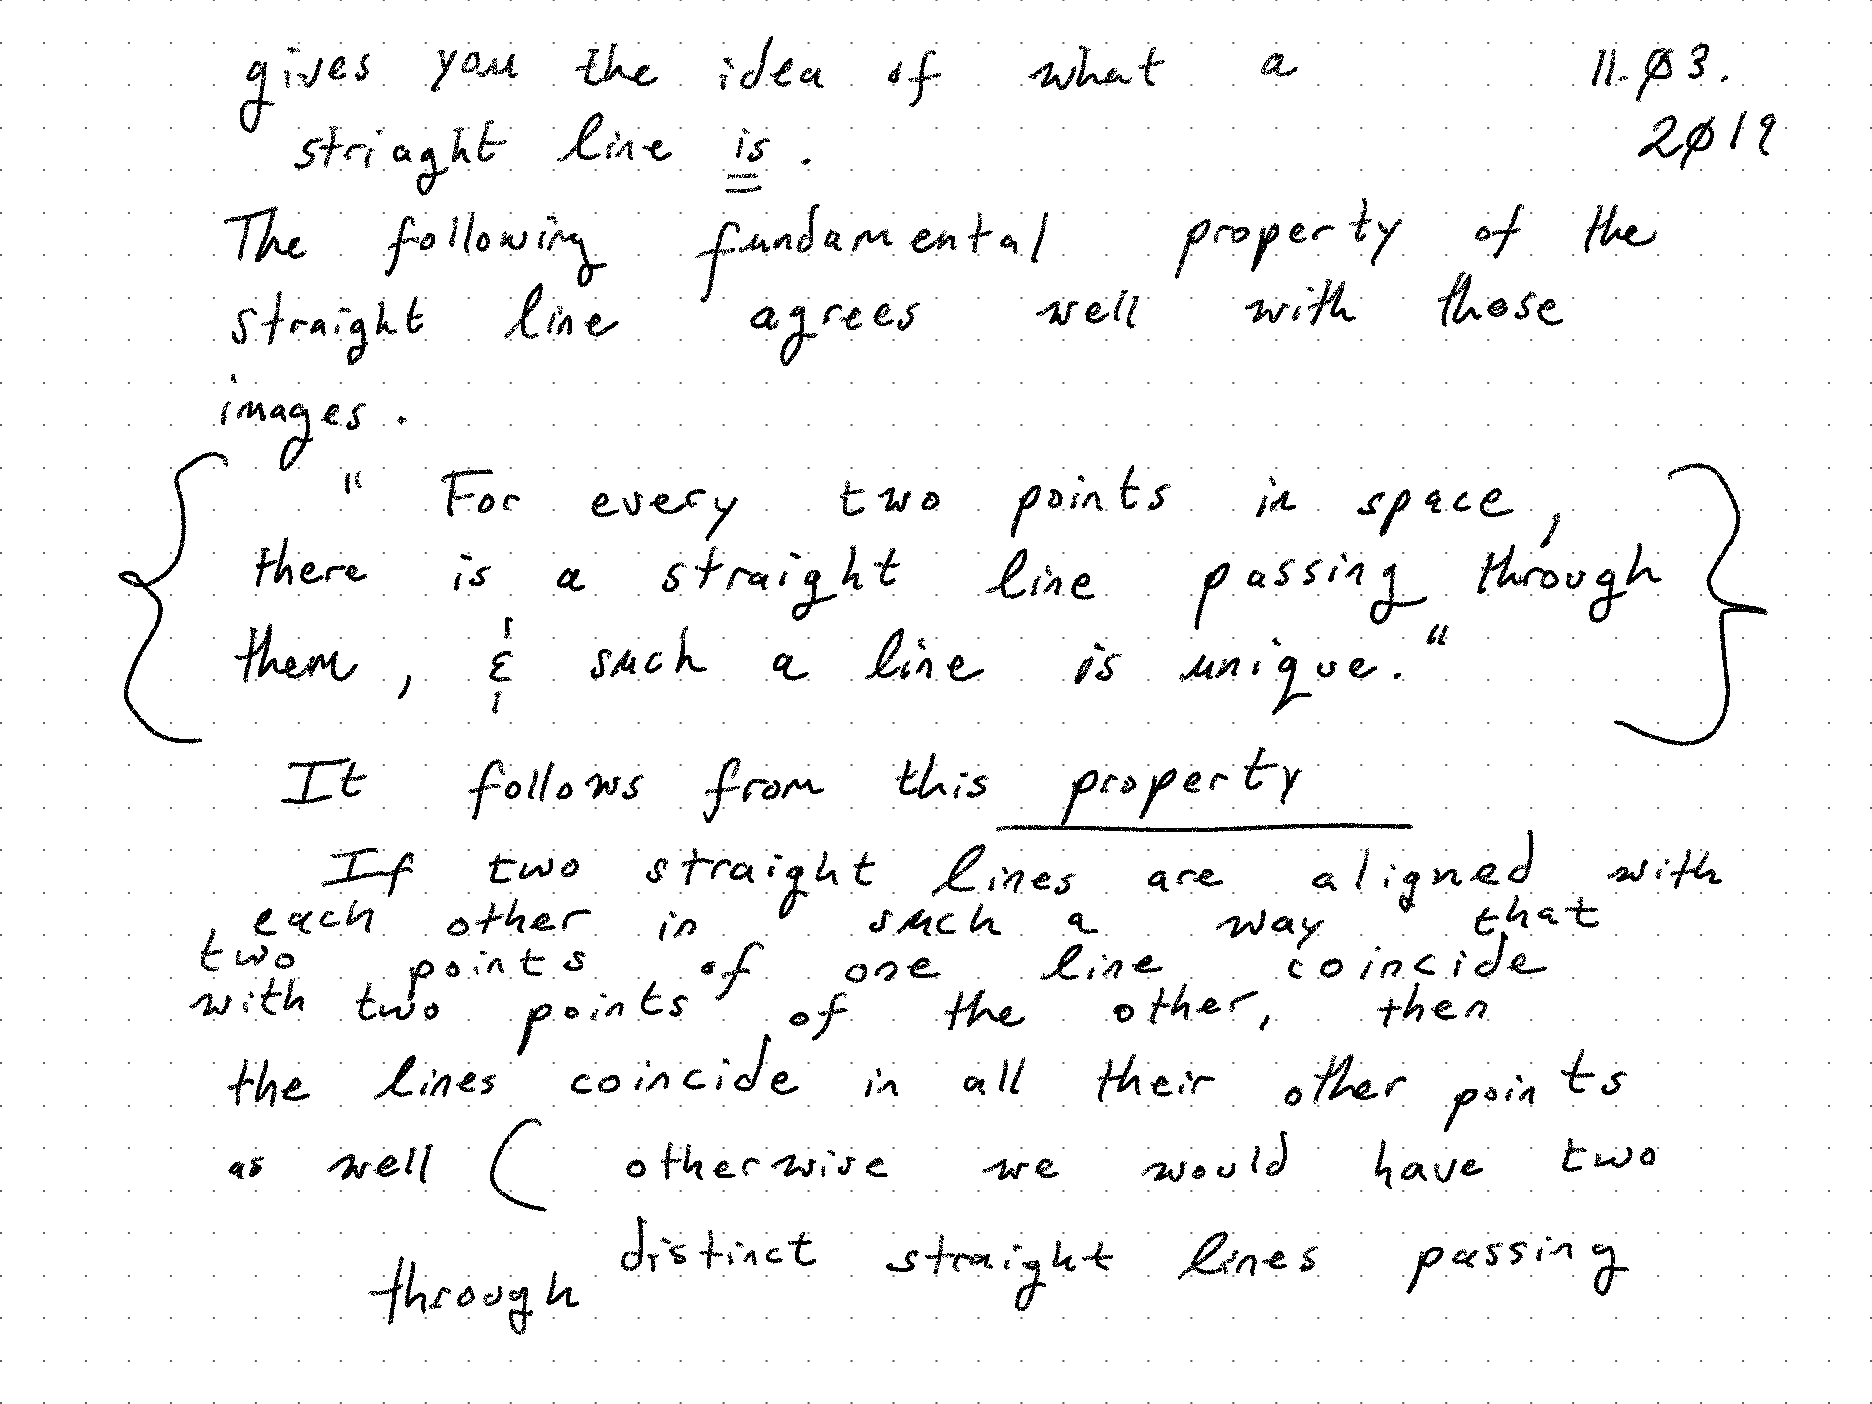 gives you the idea of what a 11.03.
striaght line is. 2019
The following fundamental property of the
straight line agrees well with those
images.
" For every two points in space,
there is a straight line passing through
them, & such a line is unique."
It follows from this property
If two straight lines are aligned with
each other in such a way that
two points of one line coincide
with two points of the other, then
the lines coincide in all their other points
as well ( otherwise we would have two
distinct straight lines passing
through